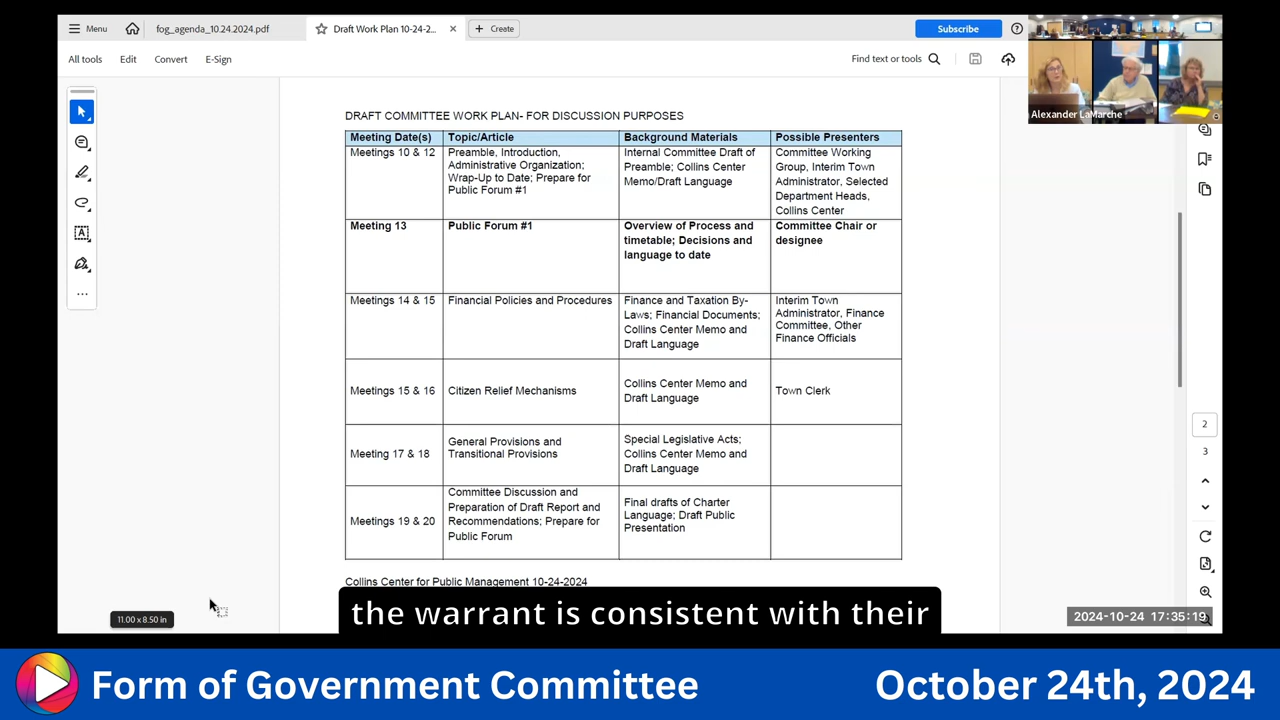 Menu
fog_agenda_10.24.2024.pdf
Draft Work Plan 10-24-2...
Create
Subscribe
All tools
Edit
Convert
E-Sign
Find text or tools
Alexander LaMarche
DRAFT COMMITTEE WORK PLAN- FOR DISCUSSION PURPOSES
Meeting Date(s) Topic/Article Background Materials Possible Presenters
Meetings 10 & 12
Preamble, Introduction,
Administrative Organization;
Wrap-Up to Date; Prepare for
Public Forum #1
Internal Committee Draft of
Preamble; Collins Center
Memo/Draft Language
Committee Working
Group, Interim Town
Administrator, Selected
Department Heads,
Collins Center
Meeting 13
Public Forum #1
Overview of Process and
timetable; Decisions and
language to date
Committee Chair or
designee
Meetings 14 & 15
Financial Policies and Procedures
Finance and Taxation By-
Laws; Financial Documents;
Collins Center Memo and
Draft Language
Interim Town
Administrator, Finance
Committee, Other
Finance Officials
Meetings 15 & 16
Citizen Relief Mechanisms
Collins Center Memo and
Draft Language
Town Clerk
Meeting 17 & 18
General Provisions and
Transitional Provisions
Special Legislative Acts;
Collins Center Memo and
Draft Language
Meetings 19 & 20
Committee Discussion and
Preparation of Draft Report and
Recommendations; Prepare for
Public Forum
Final drafts of Charter
Language; Draft Public
Presentation
Collins Center for Public Management 10-24-2024
2
3
11.00 x 8.50 in
the warrant is consistent with their
2024-10-24 17:35:19
Form of Government Committee
October 24th, 2024